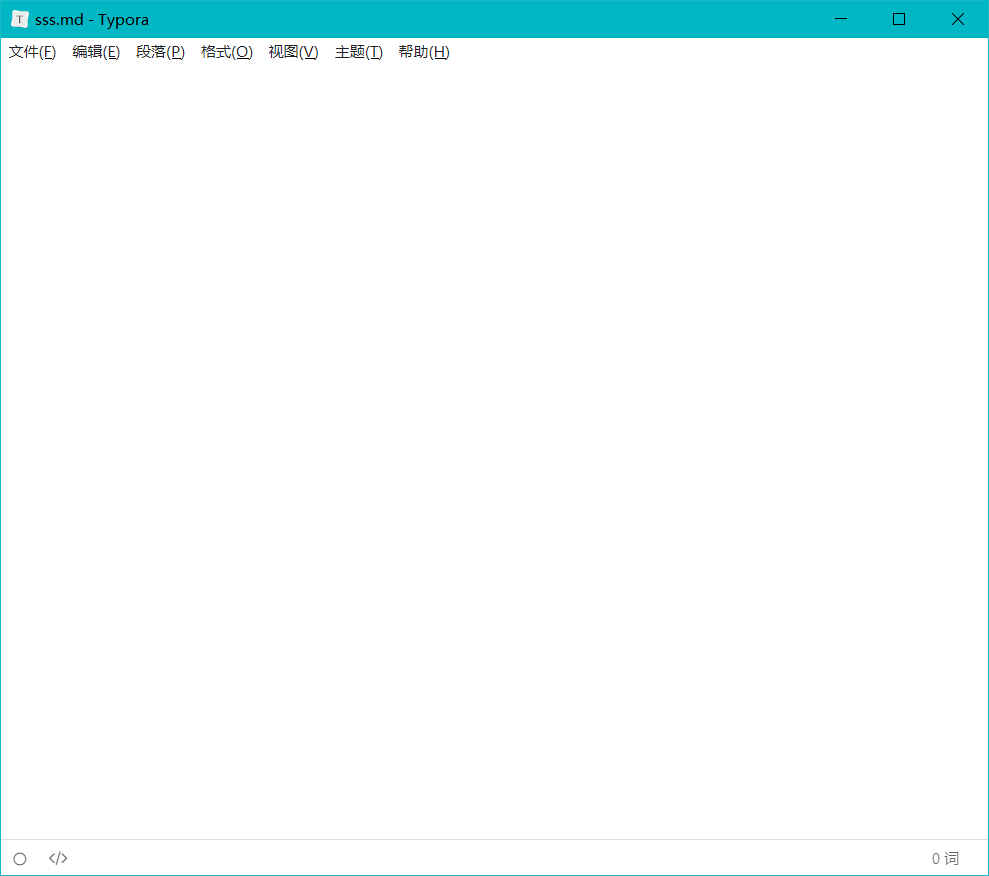 T sss.md - Typora
文件(F) 编辑(E) 段落(P) 格式(O) 视图(V) 主题(T) 帮助(H)
</> 0 词